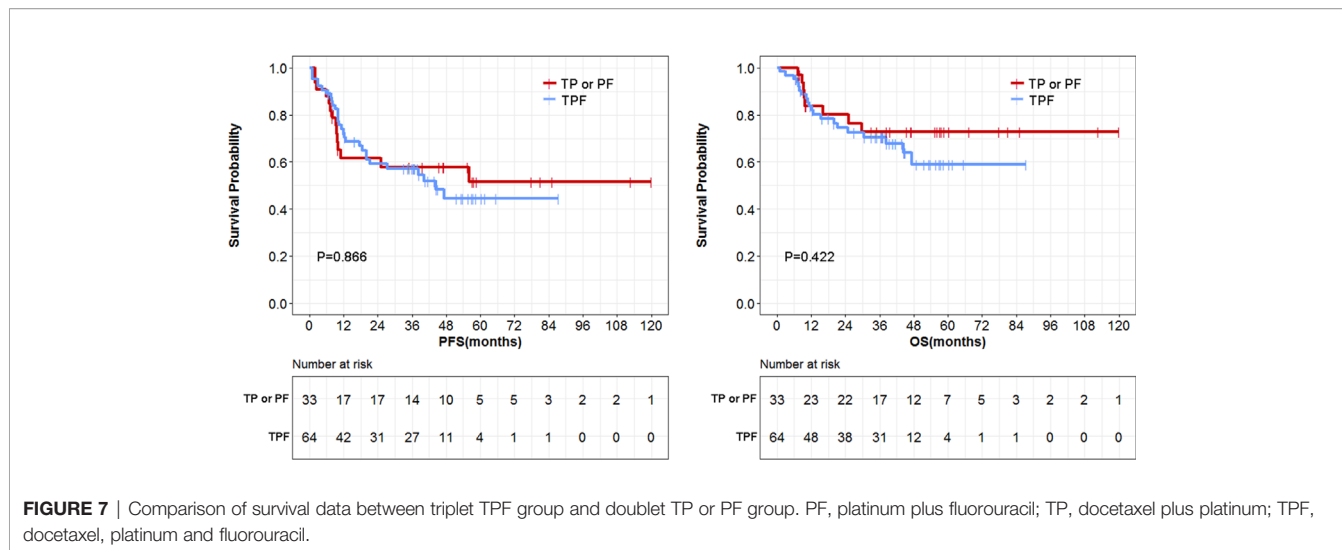 1.0
0.8
0.6
0.4
0.2
0.0
Survival Probability
TP or PF
TPF
P=0.866
0 12 24 36 48 60 72 84 96 108 120
PFS(months)
Number at risk
TP or PF 33 17 17 14 10 5 5 3 2 2 1
TPF 64 42 31 27 11 4 1 1 0 0 0
1.0
0.8
0.6
0.4
0.2
0.0
Survival Probability
TP or PF
TPF
P=0.422
0 12 24 36 48 60 72 84 96 108 120
OS(months)
Number at risk
TP or PF 33 23 22 17 12 7 5 3 2 2 1
TPF 64 48 38 31 12 4 1 1 0 0 0
FIGURE 7 | Comparison of survival data between triplet TPF group and doublet TP or PF group. PF, platinum plus fluorouracil; TP, docetaxel plus platinum; TPF,
docetaxel, platinum and fluorouracil.